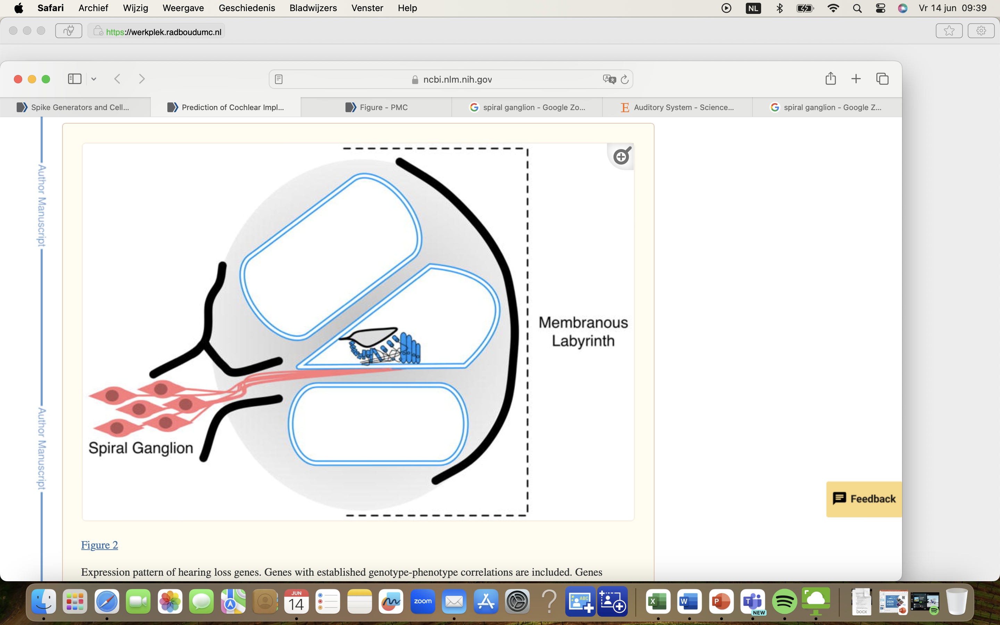 Safari Archief Wijzig Weergave Geschiedenis Bladwijzers Venster Help NL Vr 14 jun 09:39
https://werkplek.radboudumc.nl
ncbi.nlm.nih.gov
Spike Generators and Cell... Prediction of Cochlear Impl... Figure - PMC spiral ganglion - Google Zo... Auditory System - Science... spiral ganglion - Google Z...
Author Manuscript
Author Manuscript
Membranous
Labyrinth
Spiral Ganglion
Feedback
Figure 2
Expression pattern of hearing loss genes. Genes with established genotype-phenotype correlations are included. Genes
JUN
14
zoom
ABC
X
W
P
T
NEW
DOCX
2024